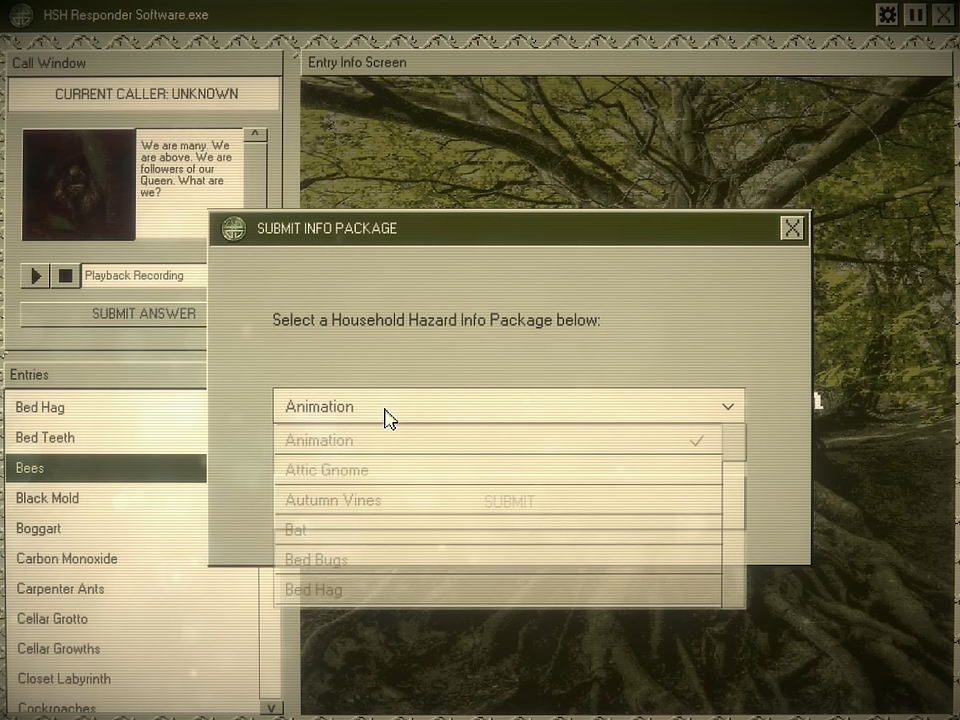 HSH Responder Software.exe
Call Window
CURRENT CALLER: UNKNOWN
We are many. We
are above. We are
followers of our
Queen. What are
we?
Playback Recording
SUBMIT ANSWER
Entries
Bed Hag
Bed Teeth
Bees
Black Mold
Boggart
Carbon Monoxide
Carpenter Ants
Cellar Grotto
Cellar Growths
Closet Labyrinth
Cockroaches
Entry Info Screen
SUBMIT INFO PACKAGE
Select a Household Hazard Info Package below:
Animation
Animation
Attic Gnome
Autumn Vines
SUBMIT
Bat
Bed Bugs
Bed Hag